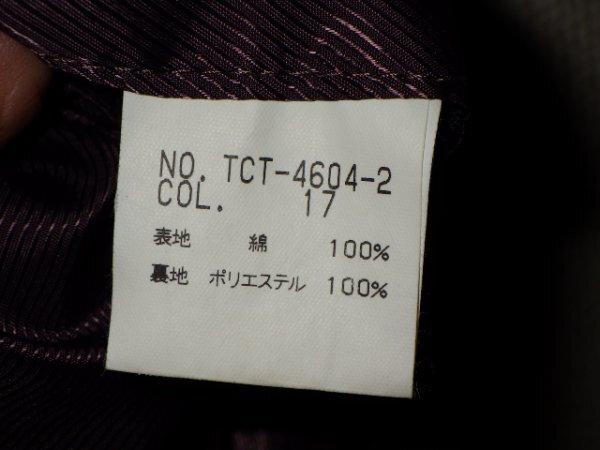 NO. TCT-4604-2
COL. 17
表地 綿 100%
裏地 ポリエステル 100%